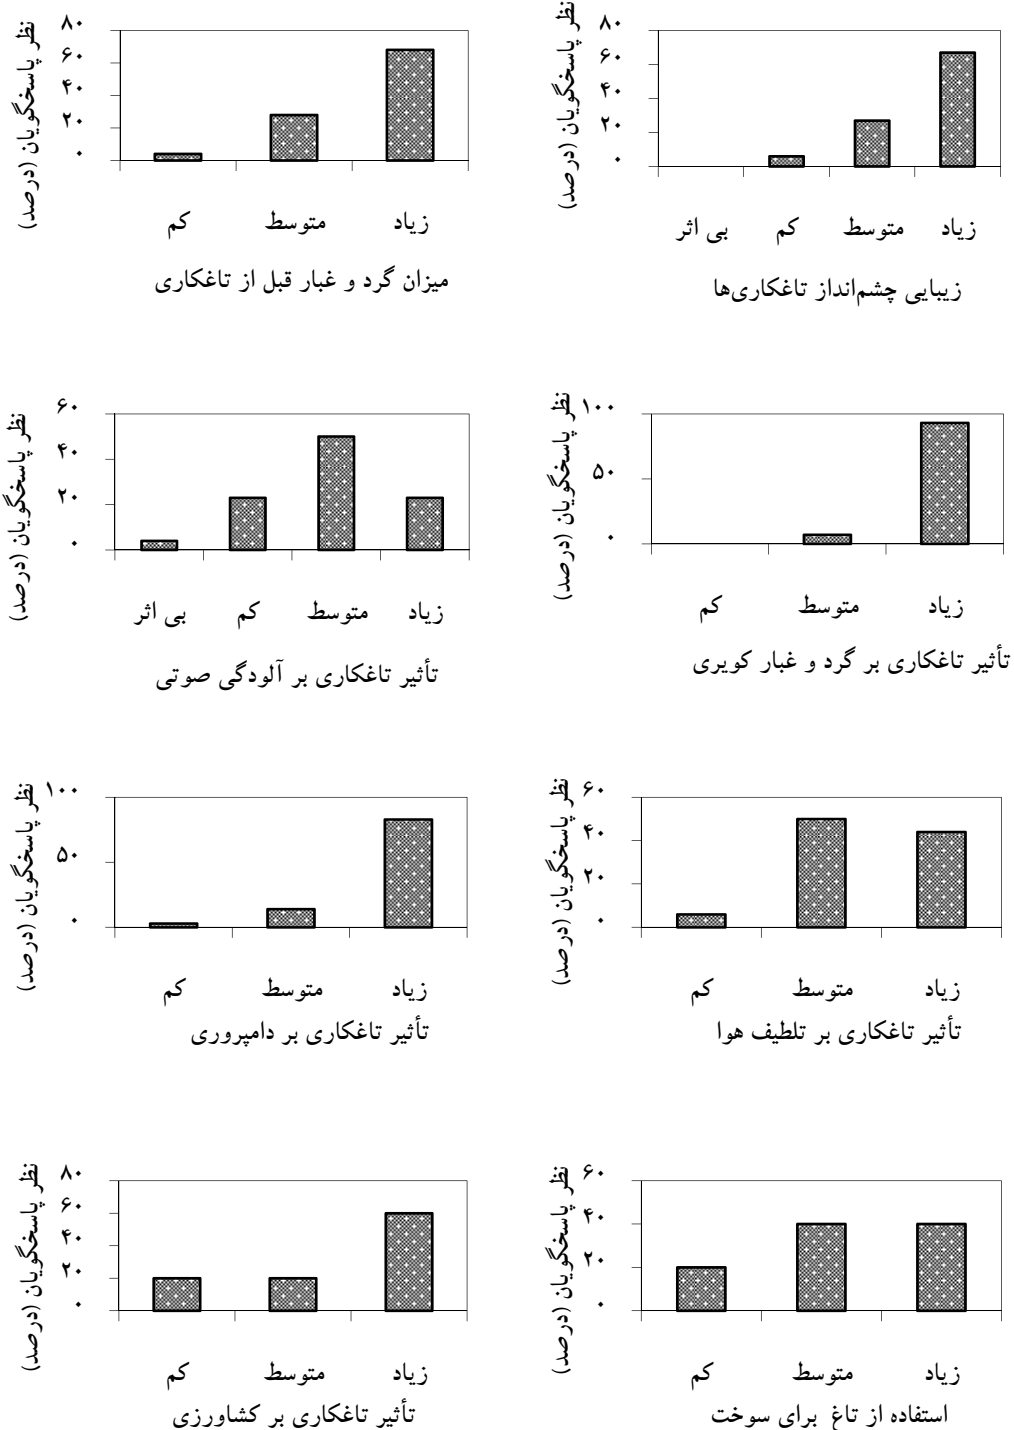 نظر پاسخگویان (درصد)
۸۰
۶۰
۴۰
۲۰
۰
زیاد
متوسط
کم
بی اثر
زیبایی چشم‌انداز تاغکاری‌ها
نظر پاسخگویان (درصد)
۸۰
۶۰
۴۰
۲۰
۰
زیاد
متوسط
کم
میزان گرد و غبار قبل از تاغکاری
نظر پاسخگویان (درصد)
۱۰۰
۵۰
۰
زیاد
متوسط
کم
تأثیر تاغکاری بر گرد و غبار کویری
نظر پاسخگویان (درصد)
۶۰
۴۰
۲۰
۰
زیاد
متوسط
کم
بی اثر
تأثیر تاغکاری بر آلودگی صوتی
نظر پاسخگویان (درصد)
۶۰
۴۰
۲۰
۰
زیاد
متوسط
کم
تأثیر تاغکاری بر تلطیف هوا
نظر پاسخگویان (درصد)
۱۰۰
۵۰
۰
زیاد
متوسط
کم
تأثیر تاغکاری بر دامپروری
نظر پاسخگویان (درصد)
۶۰
۴۰
۲۰
۰
زیاد
متوسط
کم
استفاده از تاغ برای سوخت
نظر پاسخگویان (درصد)
۸۰
۶۰
۴۰
۲۰
۰
زیاد
متوسط
کم
تأثیر تاغکاری بر کشاورزی